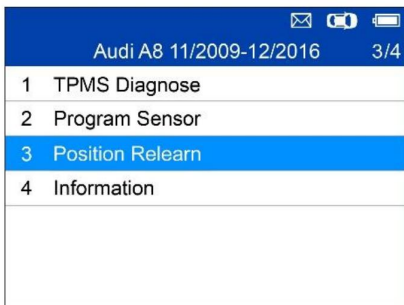 Audi A8 11/2009-12/2016 3/4
1 TPMS Diagnose
2 Program Sensor
3 Position Relearn
4 Information